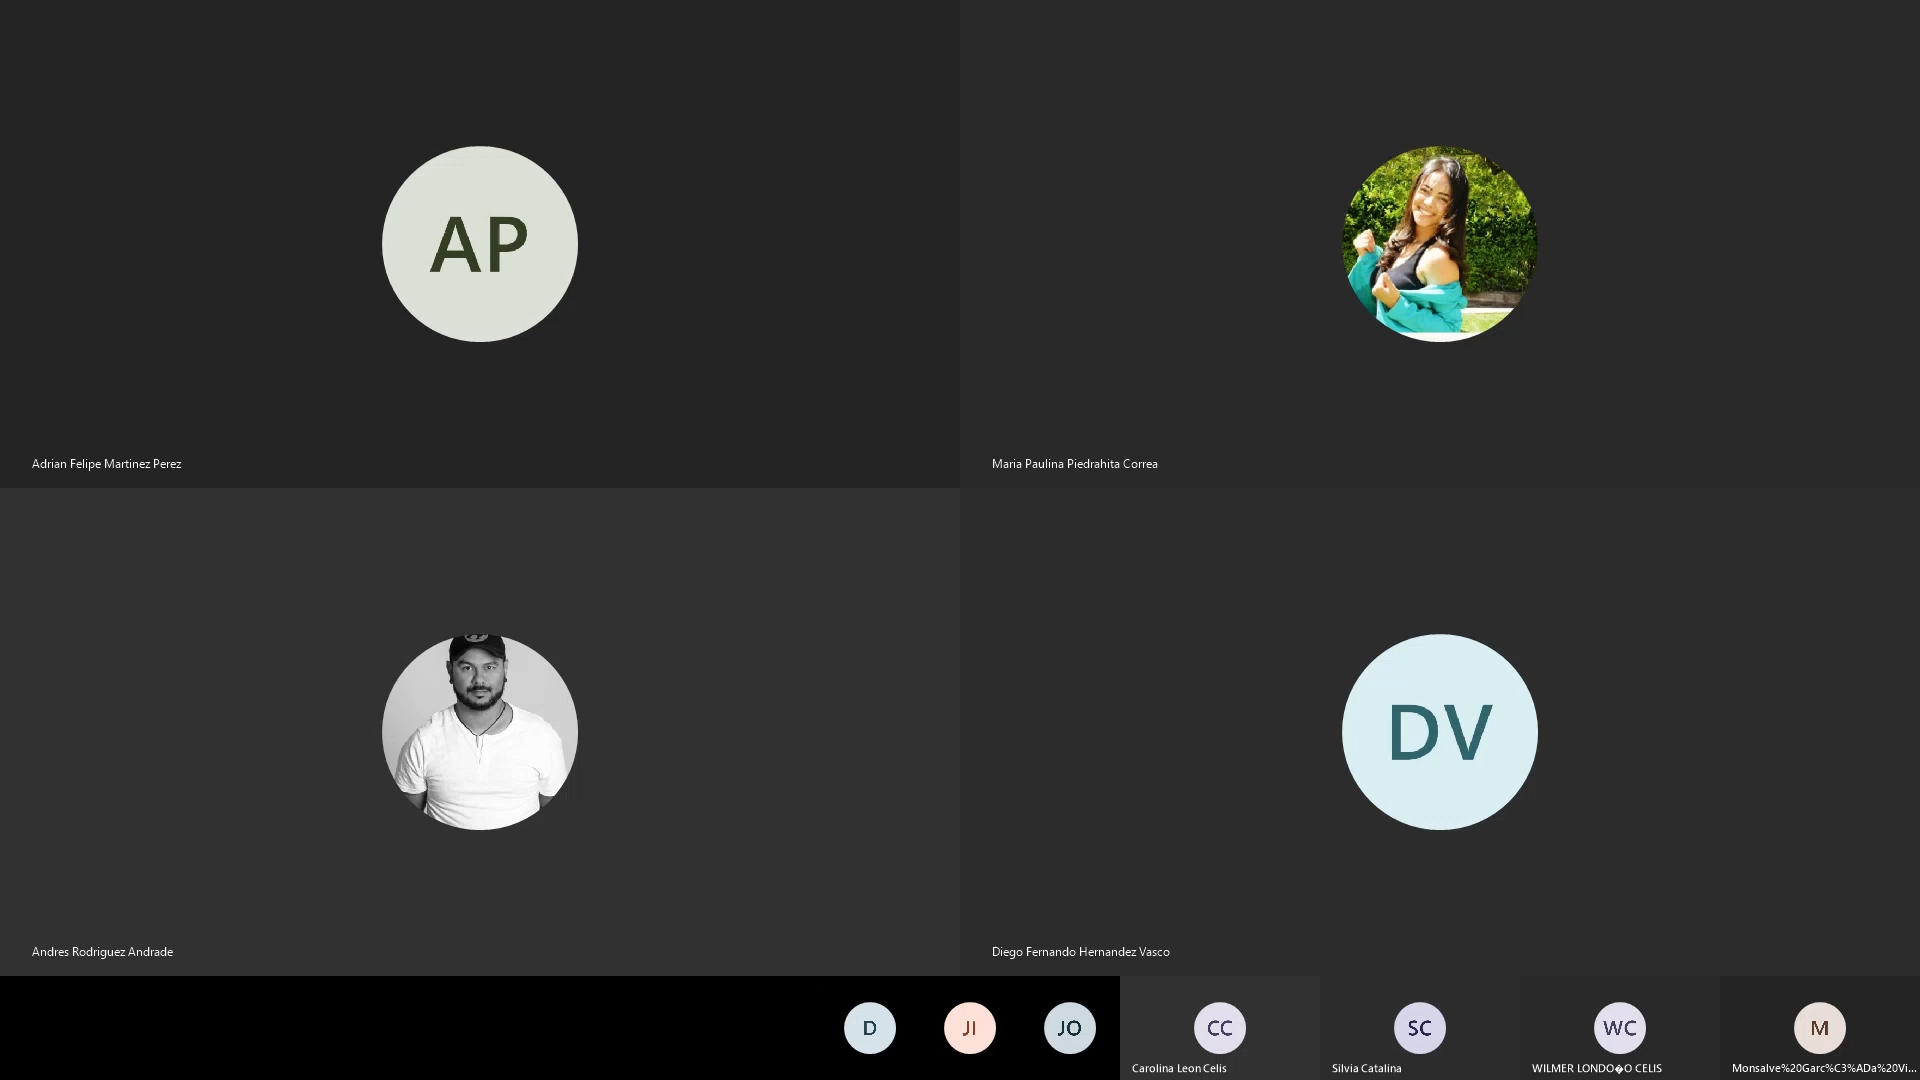 AP
Adrian Felipe Martinez Perez
Maria Paulina Piedrahita Correa
Andres Rodriguez Andrade
DV
Diego Fernando Hernandez Vasco
D
JI
JO
CC
Carolina Leon Celis
SC
Silvia Catalina
WC
WILMER LONDO�O CELIS
M
Monsalve%20Garc%C3%ADa%20Vi...